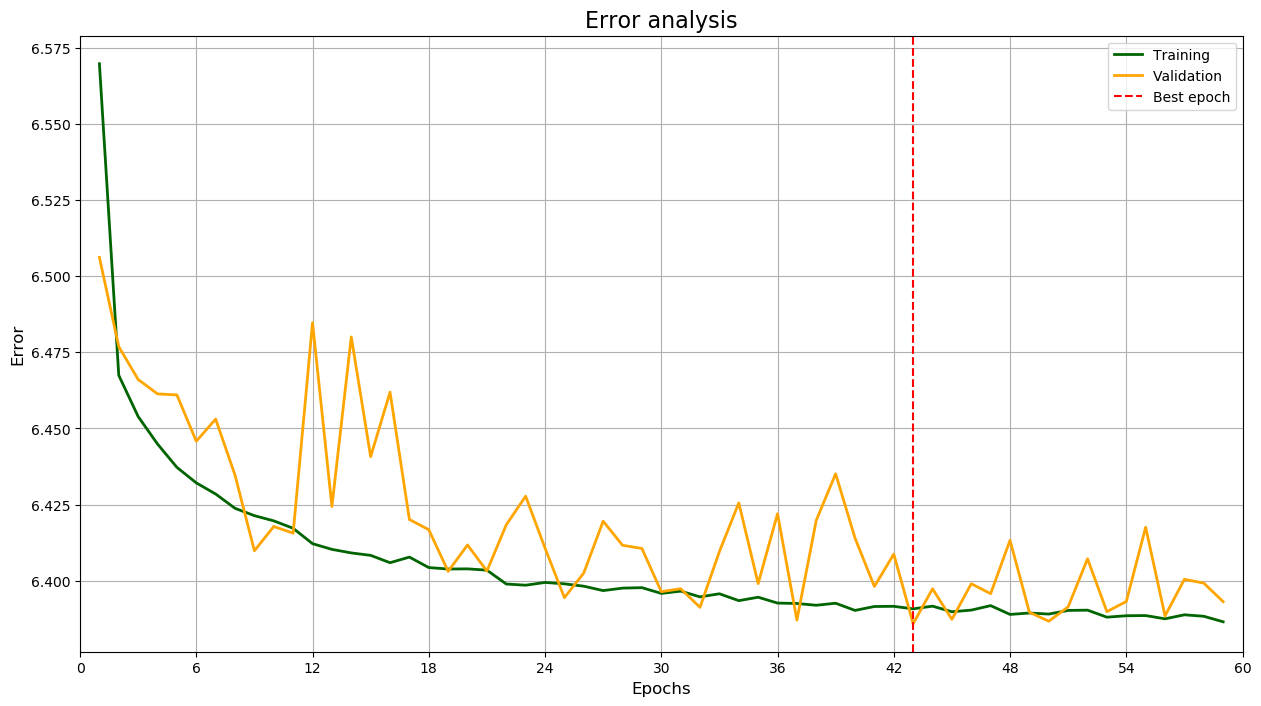 Error analysis
6.575
6.550
6.525
6.500
6.475
6.450
6.425
6.400
Error
Training
Validation
Best epoch
0 6 12 18 24 30 36 42 48 54 60
Epochs